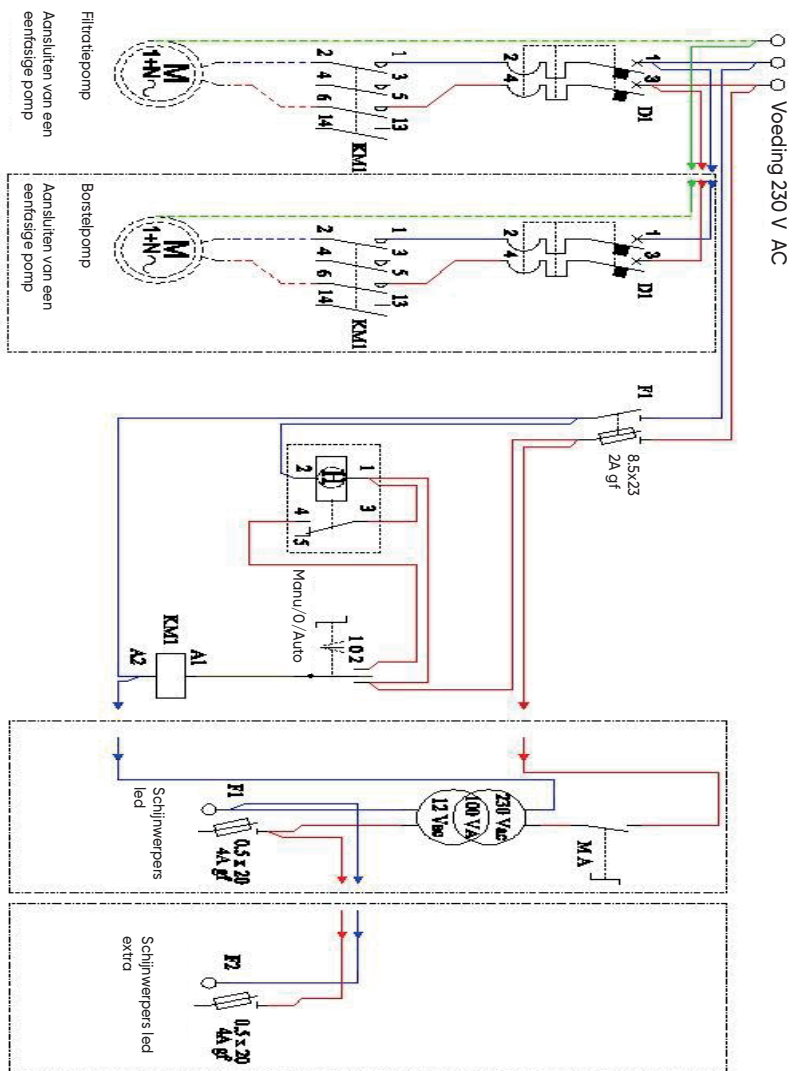 Voeding 230 V AC
1
3
D1
2
4
1
3
5
13
KM1
2
4
6
14
M
1+N
Filtratiepomp
Aansluiten van een
eenfasige pomp
1
3
D1
2
4
1
3
5
13
KM1
2
4
6
14
M
1+N
Borstelpomp
Aansluiten van een
eenfasige pomp
F1
8.5x23
2A gf
1
3
H
2
4
5
Manu/0/Auto
1 0 2
KM1
A1
A2
M A
230 Vac
100 VA
F1
0.5 x 20
4A gf
Schijnwerpers
led
F2
0.5 x 20
4A gf
Schijnwerpers led
extra